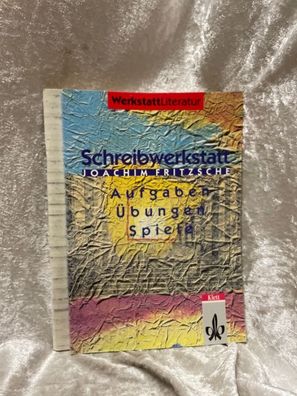 WerkstattLiteratur
Schreibwerkstatt
JOACHIM FRITZSCHE
Aufgaben
Übungen
Spiele
Klett